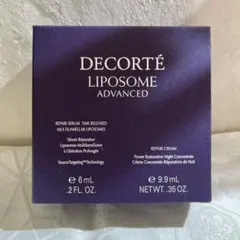 DECORTÉ
LIPOSOME
ADVANCED
REPAIR SERUM TIME RELEASED
MULTILAMELLAR LIPOSOMES
Sérum Réparateur
Liposomes Multilamellaires
à Libération Prolongée
SourceTargeting™ Technology
℮ 6 mL
.2 FL. OZ.
REPAIR CREAM
Power Restorative Night Concentrate
Crème Concentrée Réparatrice de Nuit
℮ 9.9 mL
NET WT. .35 OZ.